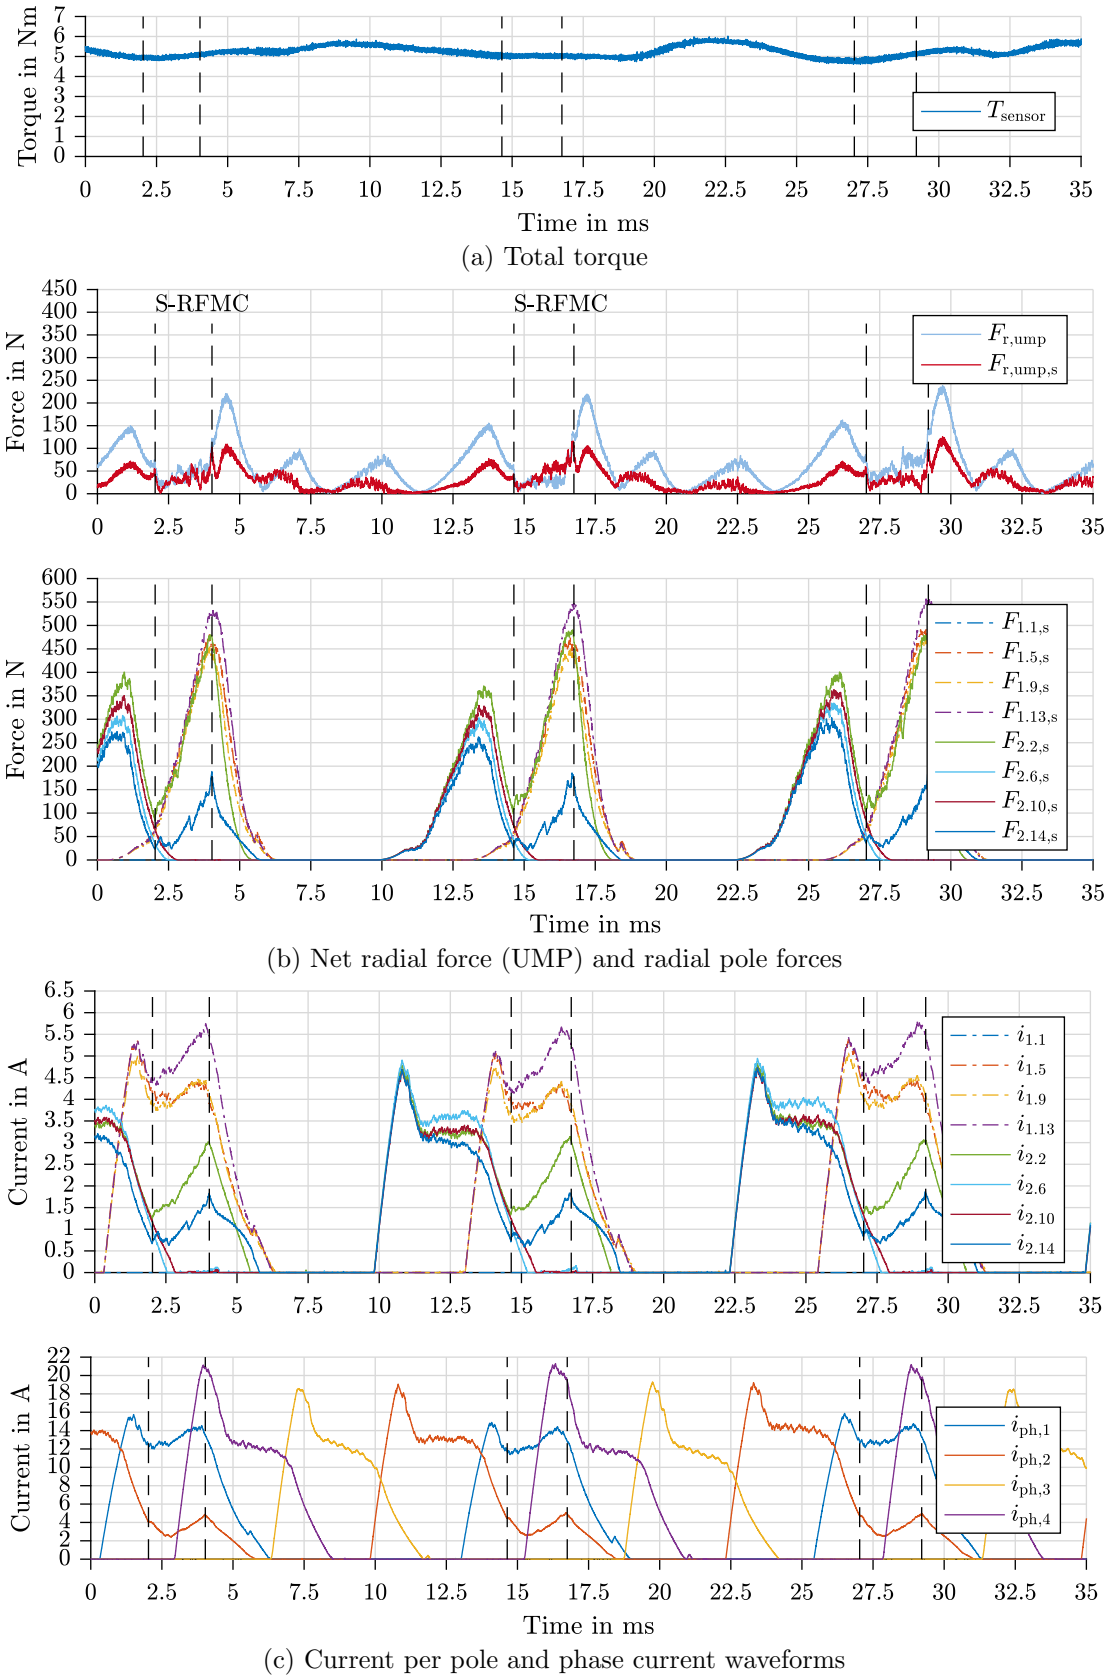 Torque in Nm
7
6
5
4
3
2
1
0
T_sensor
0 2.5 5 7.5 10 12.5 15 17.5 20 22.5 25 27.5 30 32.5 35
Time in ms
(a) Total torque
Force in N
450
400
350
300
250
200
150
100
50
0
S-RFMC S-RFMC
F_r,ump
F_r,ump,s
0 2.5 5 7.5 10 12.5 15 17.5 20 22.5 25 27.5 30 32.5 35
Force in N
600
550
500
450
400
350
300
250
200
150
100
50
0
F_1.1,s
F_1.5,s
F_1.9,s
F_1.13,s
F_2.2,s
F_2.6,s
F_2.10,s
F_2.14,s
0 2.5 5 7.5 10 12.5 15 17.5 20 22.5 25 27.5 30 32.5 35
Time in ms
(b) Net radial force (UMP) and radial pole forces
Current in A
6.5
6
5.5
5
4.5
4
3.5
3
2.5
2
1.5
1
0.5
0
i_1.1
i_1.5
i_1.9
i_1.13
i_2.2
i_2.6
i_2.10
i_2.14
0 2.5 5 7.5 10 12.5 15 17.5 20 22.5 25 27.5 30 32.5 35
Current in A
22
20
18
16
14
12
10
8
6
4
2
0
i_ph,1
i_ph,2
i_ph,3
i_ph,4
0 2.5 5 7.5 10 12.5 15 17.5 20 22.5 25 27.5 30 32.5 35
Time in ms
(c) Current per pole and phase current waveforms